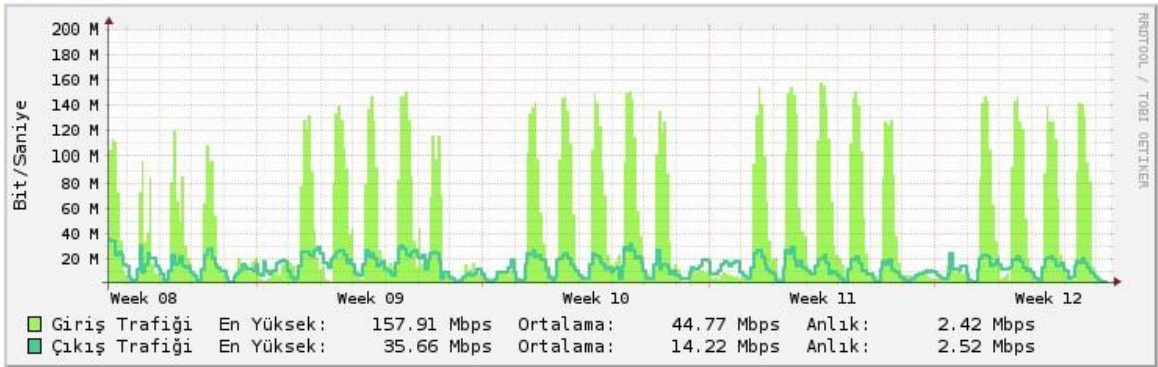 200 M
180 M
160 M
140 M
120 M
100 M
80 M
60 M
40 M
20 M
Bit/Saniye
RRDTOOL / TOBI OETIKER
Week 08 Week 09 Week 10 Week 11 Week 12
Giriş Trafiği En Yüksek: 157.91 Mbps Ortalama: 44.77 Mbps Anlık: 2.42 Mbps
Çıkış Trafiği En Yüksek: 35.66 Mbps Ortalama: 14.22 Mbps Anlık: 2.52 Mbps